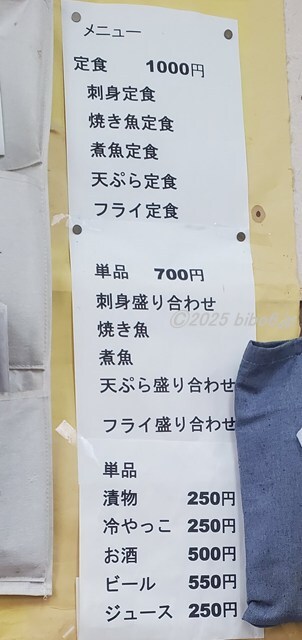 メニュー
定食 1000円
刺身定食
焼き魚定食
煮魚定食
天ぷら定食
フライ定食
単品 700円
刺身盛り合わせ
焼き魚
煮魚
天ぷら盛り合わせ
フライ盛り合わせ
単品
漬物 250円
冷やっこ 250円
お酒 500円
ビール 550円
ジュース 250円
©2025